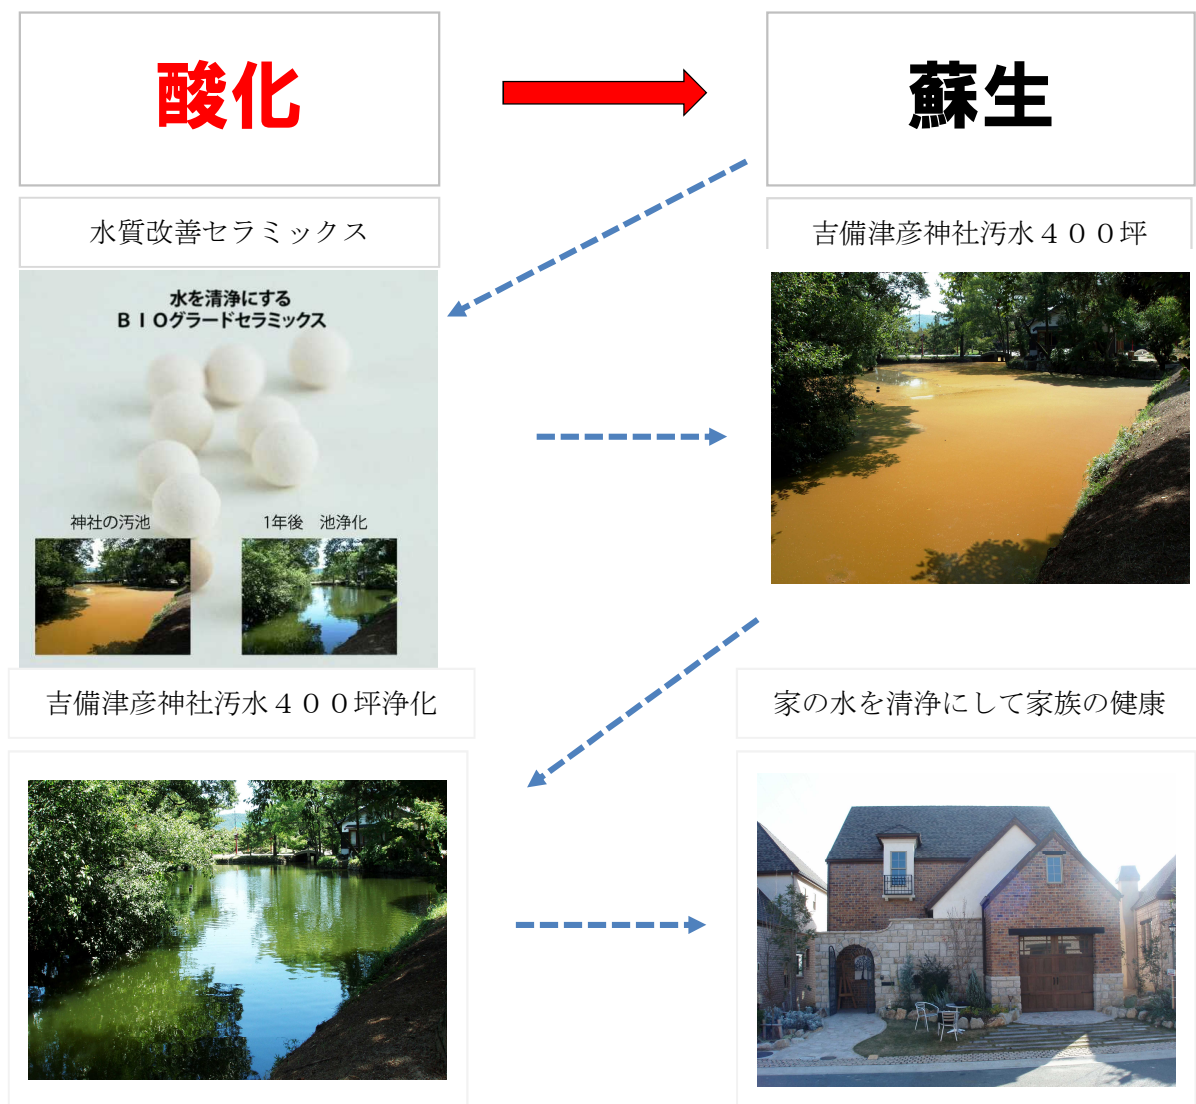 酸化
蘇生
水質改善セラミックス
吉備津彦神社汚水４００坪
水を清浄にする
ＢＩＯグラードセラミックス
神社の汚池
1年後　池浄化
吉備津彦神社汚水４００坪浄化
家の水を清浄にして家族の健康